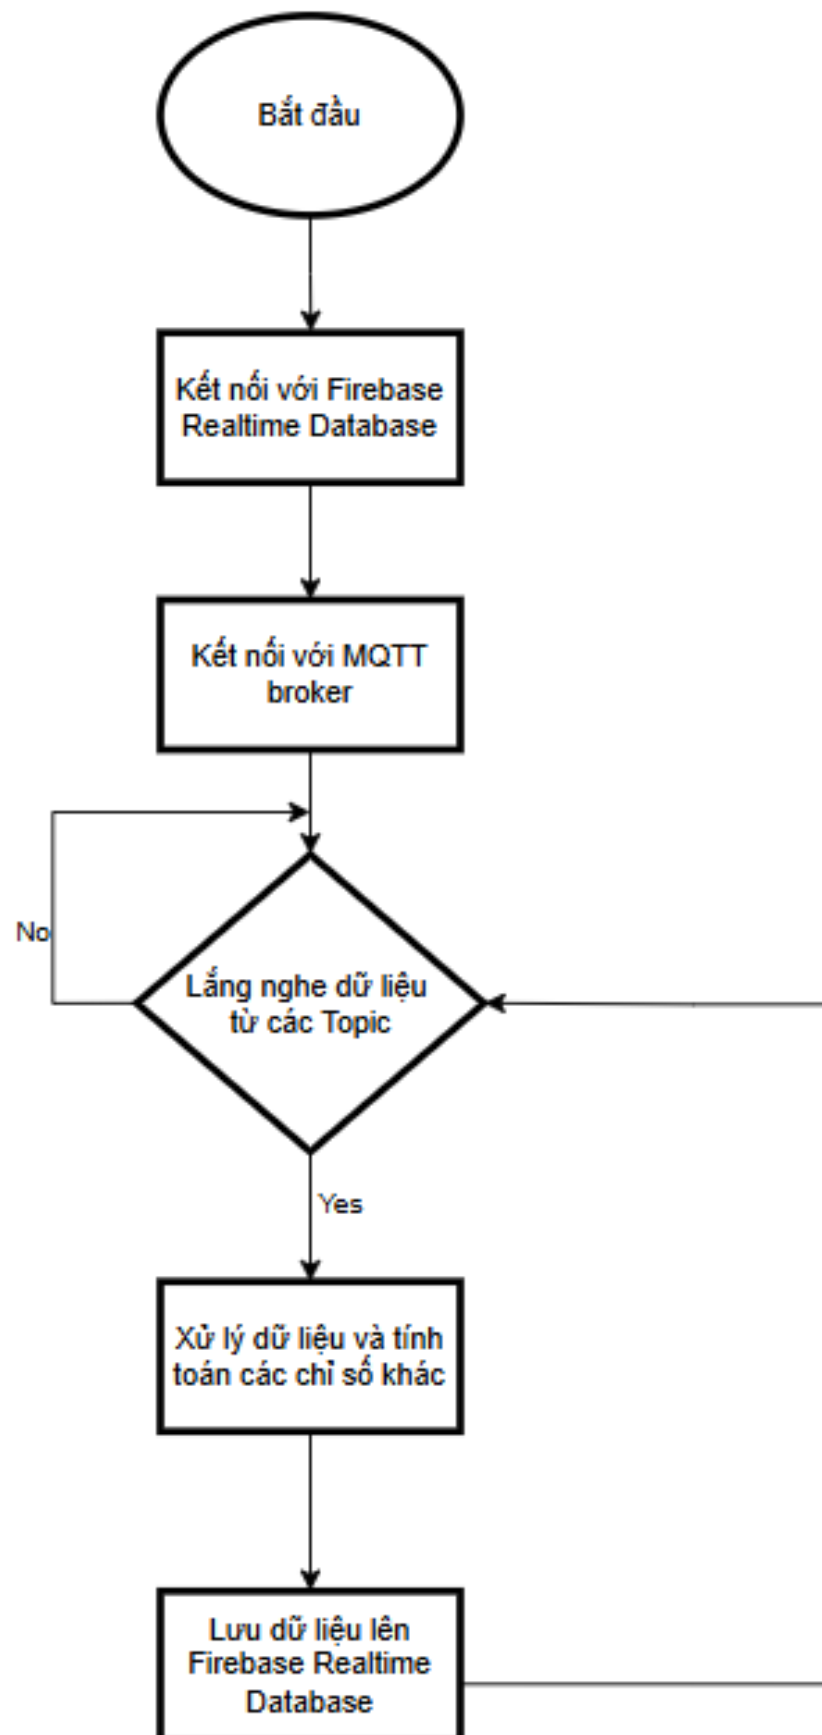 Bắt đầu
Kết nối với Firebase
Realtime Database
Kết nối với MQTT
broker
No
Lắng nghe dữ liệu
từ các Topic
Yes
Xử lý dữ liệu và tính
toán các chỉ số khác
Lưu dữ liệu lên
Firebase Realtime
Database